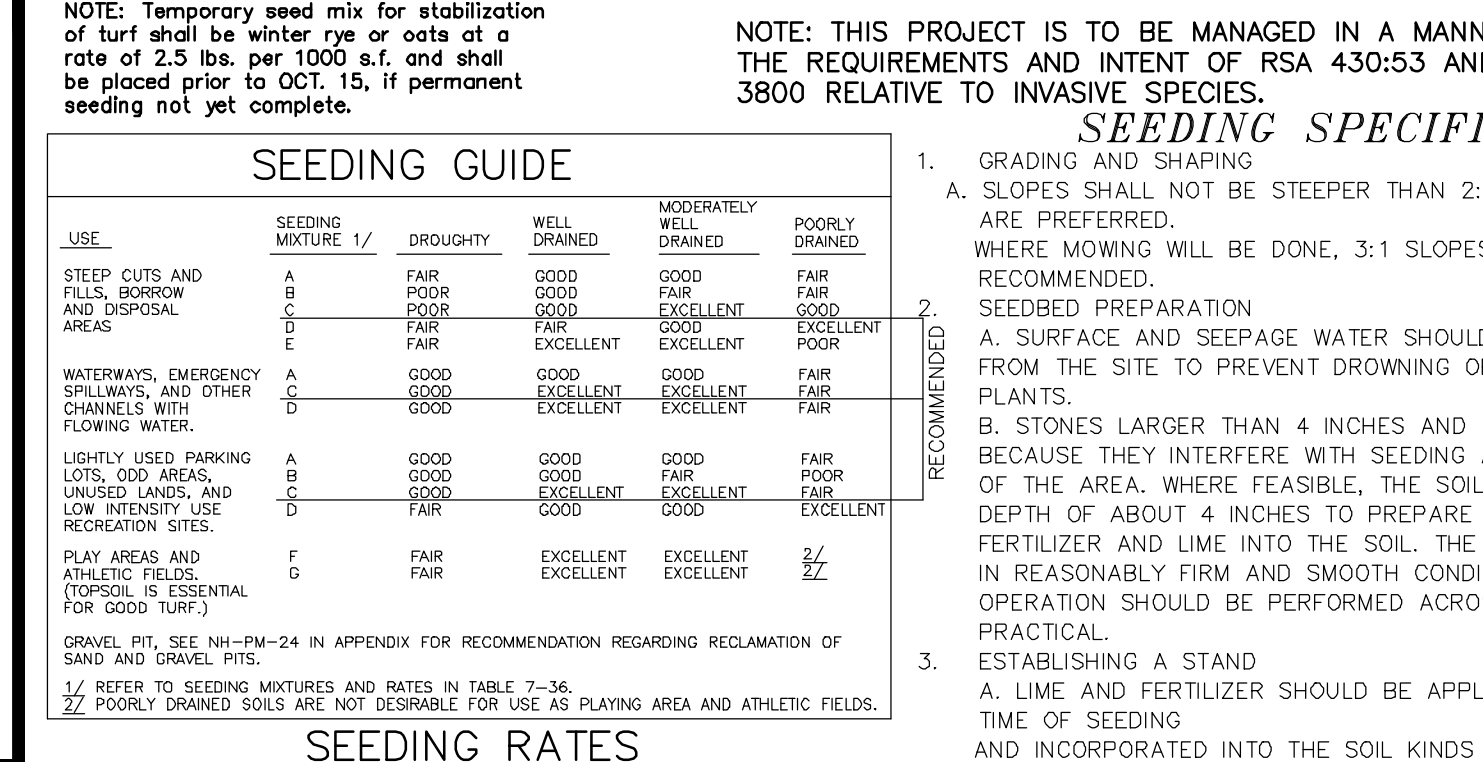 NOTE: Temporary seed mix for stabilization
of turf shall be winter rye or oats at a
rate of 2.5 lbs. per 1000 s.f. and shall
be placed prior to OCT. 15, if permanent
seeding not yet complete.
NOTE: THIS PROJECT IS TO BE MANAGED IN A MANN
THE REQUIREMENTS AND INTENT OF RSA 430:53 AN
3800 RELATIVE TO INVASIVE SPECIES.
SEEDING GUIDE
USE SEEDING MIXTURE 1/ DROUGHTY WELL DRAINED MODERATELY WELL DRAINED POORLY DRAINED
STEEP CUTS AND A FAIR GOOD GOOD FAIR
FILLS, BORROW B POOR GOOD FAIR FAIR
AND DISPOSAL C POOR GOOD EXCELLENT GOOD
AREAS D FAIR FAIR GOOD EXCELLENT
E FAIR EXCELLENT EXCELLENT POOR
WATERWAYS, EMERGENCY A GOOD GOOD GOOD FAIR
SPILLWAYS, AND OTHER C GOOD EXCELLENT EXCELLENT FAIR
CHANNELS WITH D GOOD EXCELLENT EXCELLENT FAIR
FLOWING WATER.
LIGHTLY USED PARKING A GOOD GOOD GOOD FAIR
LOTS, ODD AREAS, B GOOD GOOD FAIR POOR
UNUSED LANDS, AND C GOOD EXCELLENT EXCELLENT FAIR
LOW INTENSITY USE D FAIR GOOD GOOD EXCELLENT
RECREATION SITES.
PLAY AREAS AND F FAIR EXCELLENT EXCELLENT 2/
ATHLETIC FIELDS. G FAIR EXCELLENT EXCELLENT 2/
(TOPSOIL IS ESSENTIAL
FOR GOOD TURF.)
GRAVEL PIT, SEE NH-PM-24 IN APPENDIX FOR RECOMMENDATION REGARDING RECLAMATION OF
SAND AND GRAVEL PITS.
1/ REFER TO SEEDING MIXTURES AND RATES IN TABLE 7-36.
2/ POORLY DRAINED SOILS ARE NOT DESIRABLE FOR USE AS PLAYING AREA AND ATHLETIC FIELDS.
RECOMMENDED
SEEDING RATES
SEEDING SPECIFI
1. GRADING AND SHAPING
A. SLOPES SHALL NOT BE STEEPER THAN 2:
ARE PREFERRED.
WHERE MOWING WILL BE DONE, 3:1 SLOPES
RECOMMENDED.
2. SEEDBED PREPARATION
A. SURFACE AND SEEPAGE WATER SHOULD
FROM THE SITE TO PREVENT DROWNING O
PLANTS.
B. STONES LARGER THAN 4 INCHES AND
BECAUSE THEY INTERFERE WITH SEEDING
OF THE AREA. WHERE FEASIBLE, THE SOIL
DEPTH OF ABOUT 4 INCHES TO PREPARE
FERTILIZER AND LIME INTO THE SOIL. THE
IN REASONABLY FIRM AND SMOOTH CONDI
OPERATION SHOULD BE PERFORMED ACRO
PRACTICAL.
3. ESTABLISHING A STAND
A. LIME AND FERTILIZER SHOULD BE APPL
TIME OF SEEDING
AND INCORPORATED INTO THE SOIL KINDS